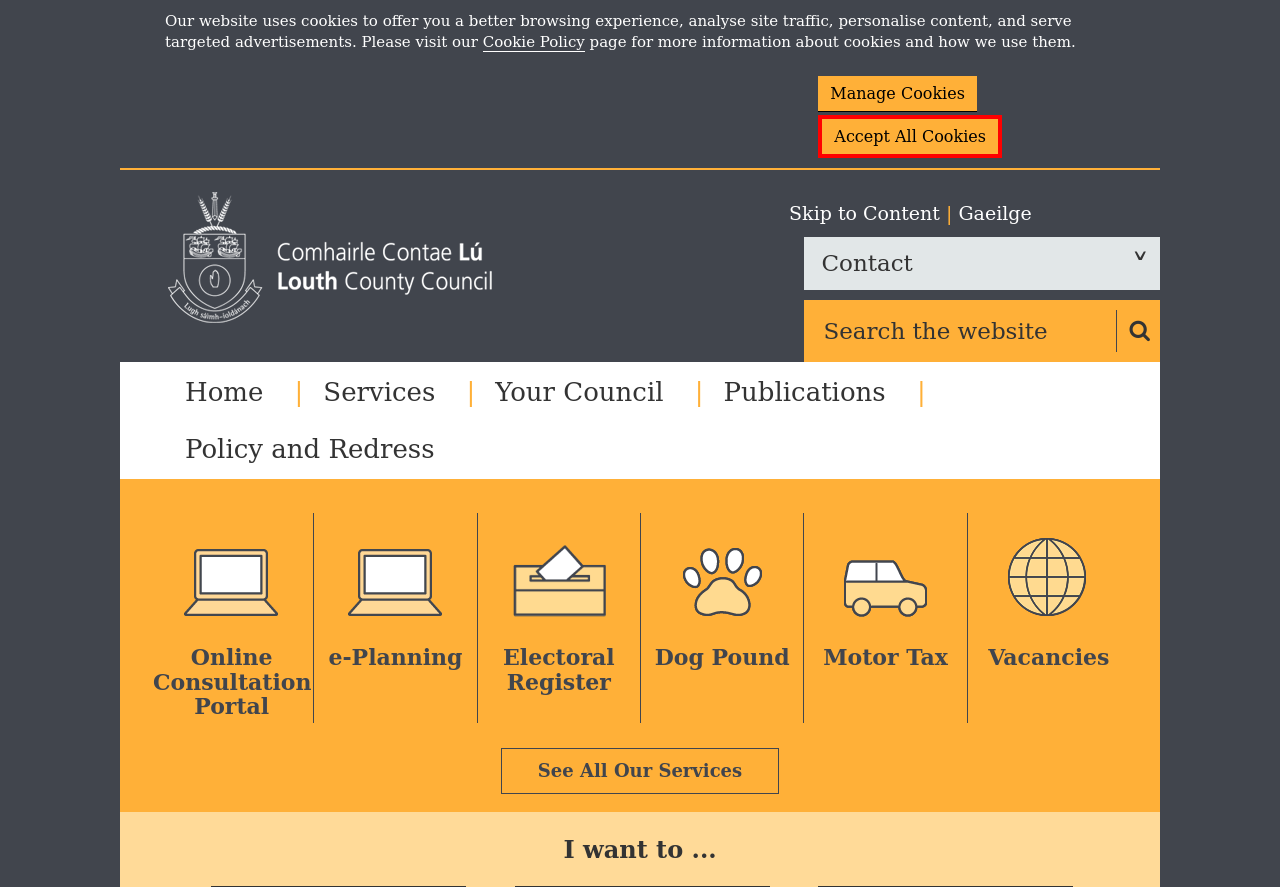 Our website uses cookies to offer you a better browsing experience, analyse site traffic, personalise content, and serve
targeted advertisements. Please visit our Cookie Policy page for more information about cookies and how we use them.
Manage Cookies
Accept All Cookies
Comhairle Contae Lú
Louth County Council
Lugh sáimh-ioldánach
Skip to Content | Gaeilge
Contact
Search the website
Home | Services | Your Council | Publications |
Policy and Redress
Online
Consultation
Portal
e-Planning
Electoral
Register
Dog Pound
Motor Tax
Vacancies
See All Our Services
I want to ...